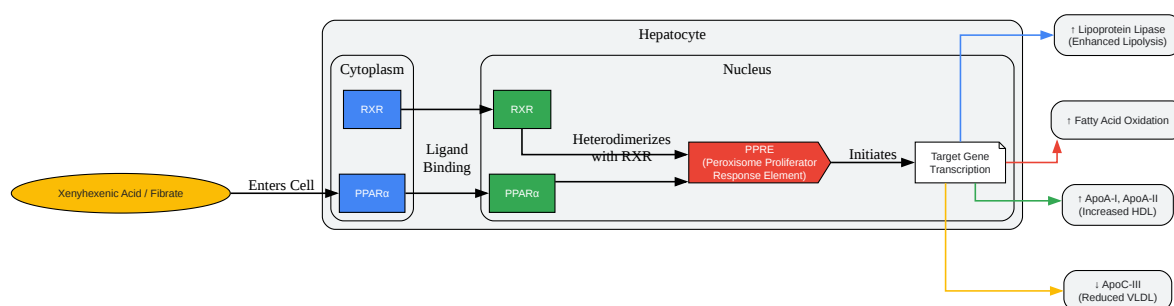 Hepatocyte
Cytoplasm
Nucleus
RXR
RXR
Ligand
Binding
Heterodimerizes
with RXR
PPRE
(Peroxisome Proliferator
Response Element)
Initiates
Target Gene
Transcription
Xenyhexenic Acid / Fibrate
Enters Cell
PPARα
PPARα
↑ Lipoprotein Lipase
(Enhanced Lipolysis)
↑ Fatty Acid Oxidation
↑ ApoA-I, ApoA-II
(Increased HDL)
↓ ApoC-III
(Reduced VLDL)